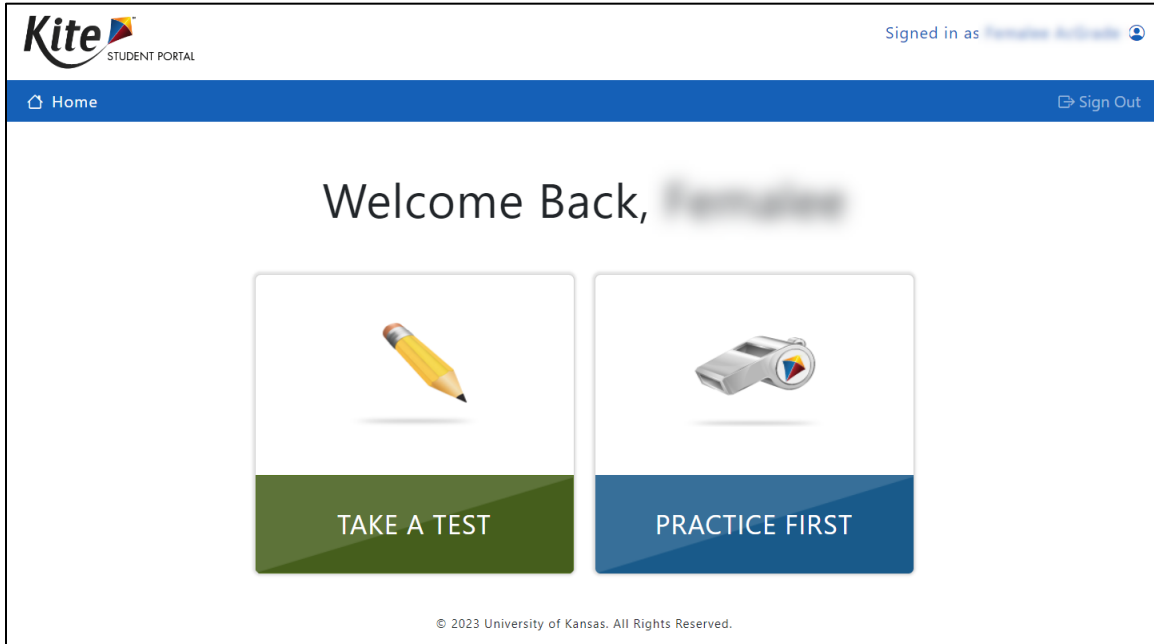 Kite
STUDENT PORTAL
Signed in as
Home
Sign Out
Welcome Back,
TAKE A TEST
PRACTICE FIRST
© 2023 University of Kansas. All Rights Reserved.